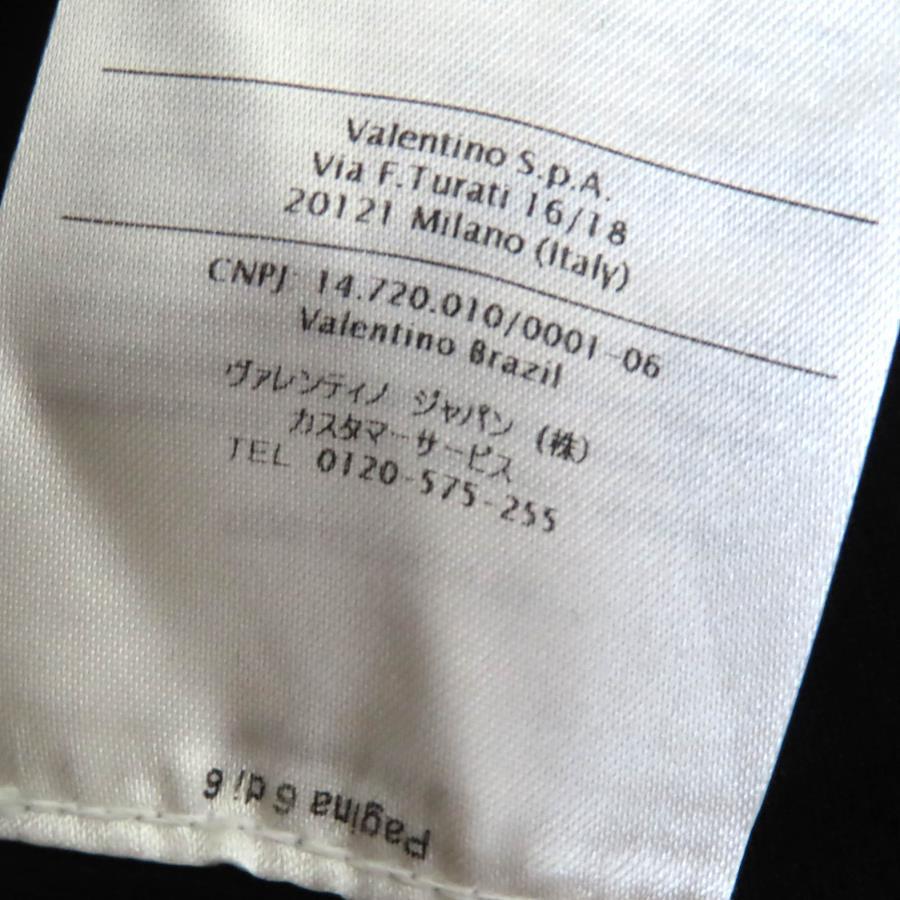 Valentino S.p.A.
Via F.Turati 16/18
20121 Milano (Italy)
CNPJ 14.720.010/0001-06
Valentino Brazil
ヴァレンティノ ジャパン (株)
カスタマーサービス
TEL 0120-575-255
Pagina 6 di 6